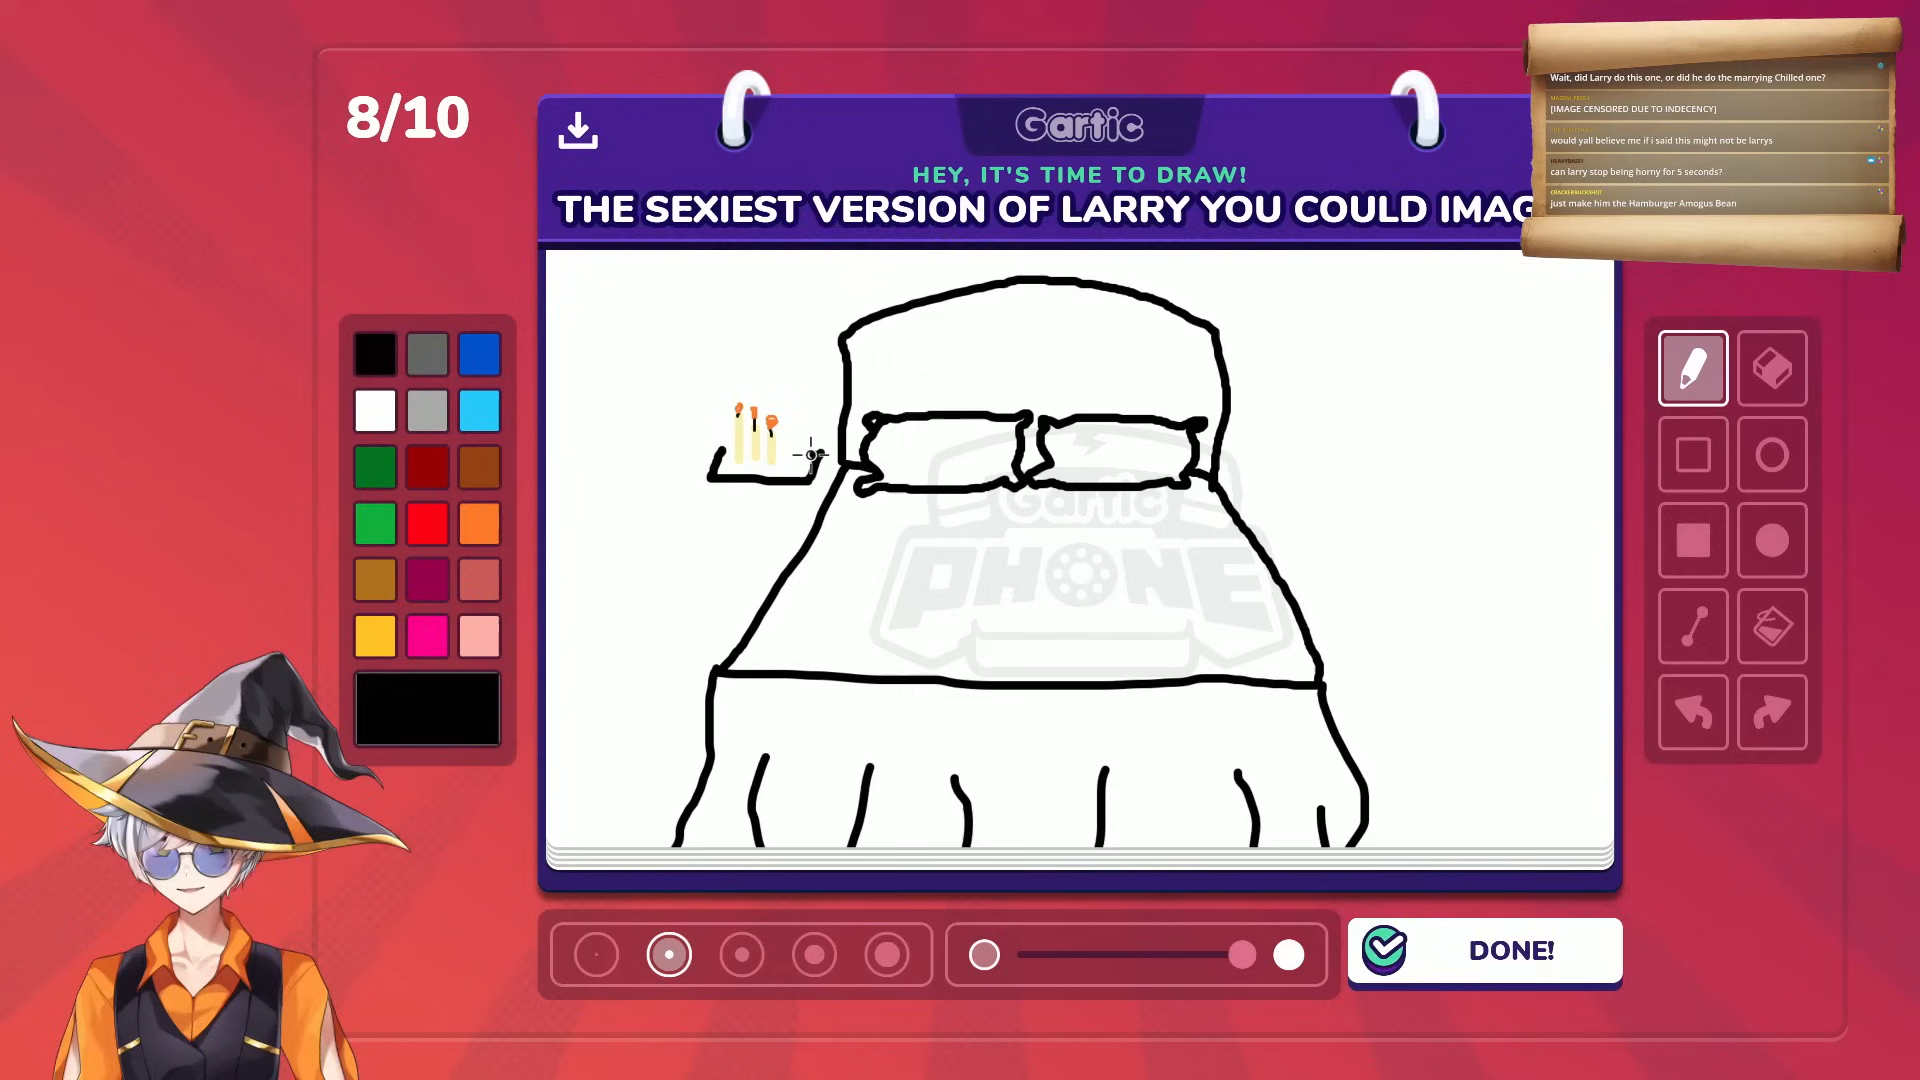 8/10
Gartic
HEY, IT'S TIME TO DRAW!
THE SEXIEST VERSION OF LARRY YOU COULD IMAG
Wait, did Larry do this one, or did he do the marrying Chilled one?
[IMAGE CENSORED DUE TO INDECENCY]
would yall believe me if i said this might not be larrys
can larry stop being horny for 5 seconds?
CRACKERBUCKSHOT
just make him the Hamburger Amogus Bean
Gartic
PHONE
DONE!